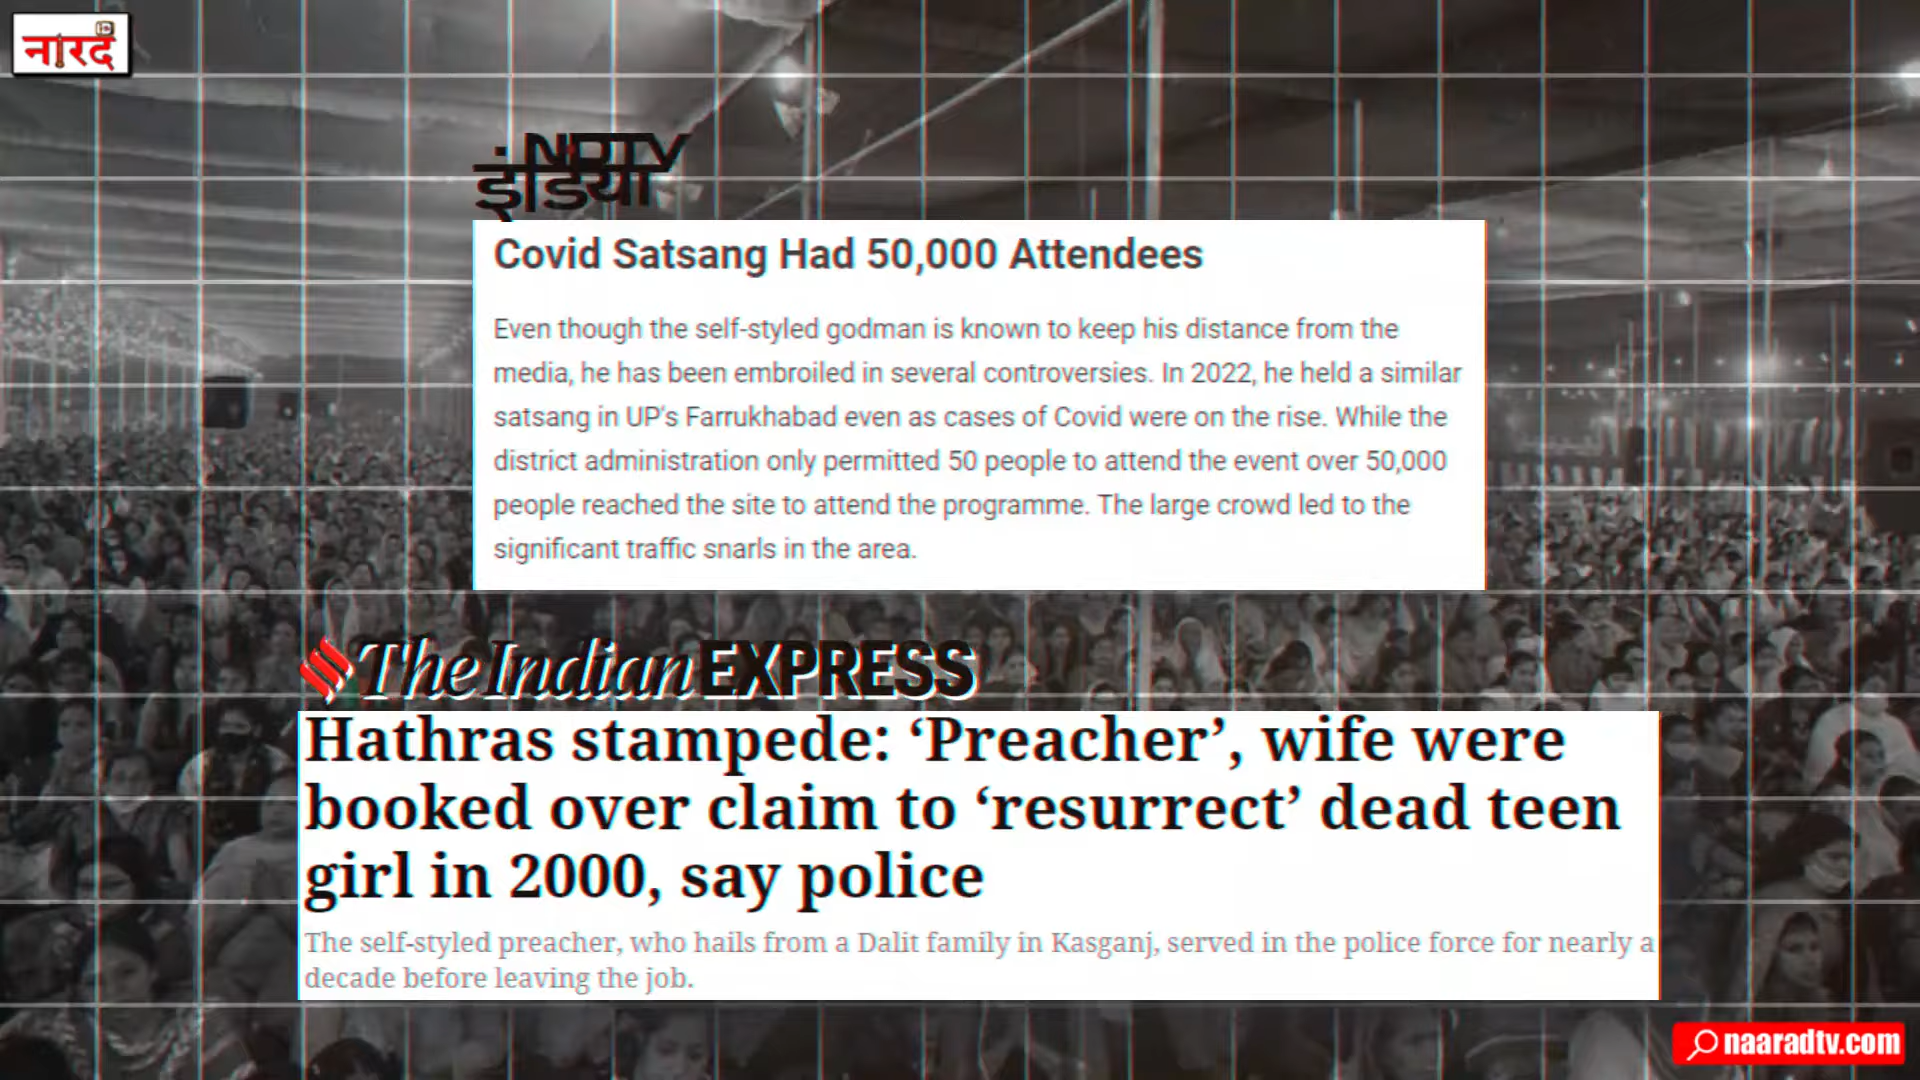 नारद
NDTV
इंडिया
Covid Satsang Had 50,000 Attendees
Even though the self-styled godman is known to keep his distance from the
media, he has been embroiled in several controversies. In 2022, he held a similar
satsang in UP's Farrukhabad even as cases of Covid were on the rise. While the
district administration only permitted 50 people to attend the event over 50,000
people reached the site to attend the programme. The large crowd led to the
significant traffic snarls in the area.
The Indian EXPRESS
Hathras stampede: ‘Preacher’, wife were
booked over claim to ‘resurrect’ dead teen
girl in 2000, say police
The self-styled preacher, who hails from a Dalit family in Kasganj, served in the police force for nearly a
decade before leaving the job.
naaradtv.com